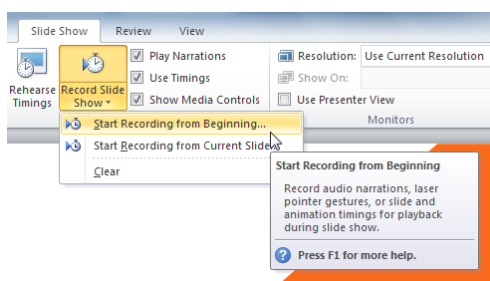 Slide Show Review View
Rehearse Timings
Record Slide Show
Play Narrations
Use Timings
Show Media Controls
Resolution: Use Current Resolution
Show On:
Use Presenter View
Monitors
Start Recording from Beginning...
Start Recording from Current Slide
Clear
Start Recording from Beginning
Record audio narrations, laser
pointer gestures, or slide and
animation timings for playback
during slide show.
Press F1 for more help.